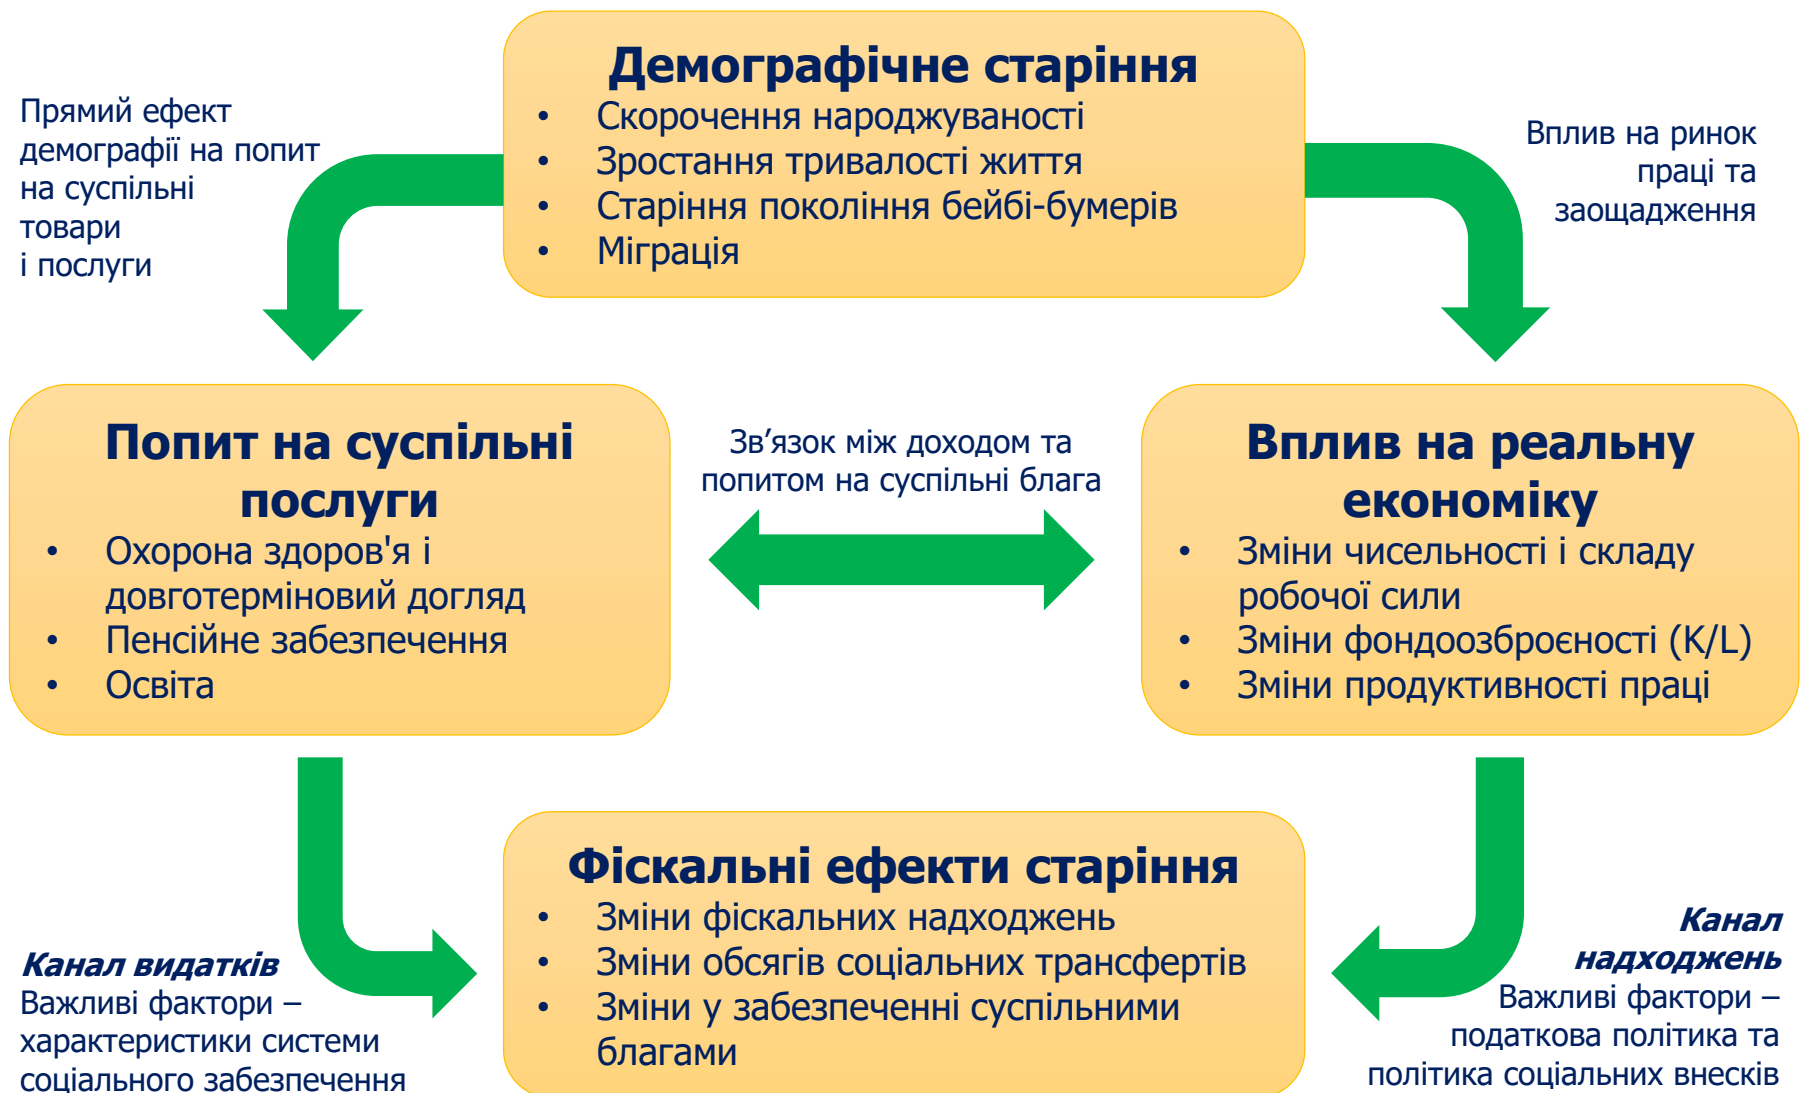 Демографічне старіння
• Скорочення народжуваності
• Зростання тривалості життя
• Старіння покоління бейбі-бумерів
• Міграція
Прямий ефект
демографії на попит
на суспільні
товари
і послуги
Вплив на ринок
праці та
заощадження
Попит на суспільні
послуги
• Охорона здоров'я і
довготерміновий догляд
• Пенсійне забезпечення
• Освіта
Зв’язок між доходом та
попитом на суспільні блага
Вплив на реальну
економіку
• Зміни чисельності і складу
робочої сили
• Зміни фондоозброєності (K/L)
• Зміни продуктивності праці
Канал видатків
Важливі фактори –
характеристики системи
соціального забезпечення
Фіскальні ефекти старіння
• Зміни фіскальних надходжень
• Зміни обсягів соціальних трансфертів
• Зміни у забезпеченні суспільними
благами
Канал
надходжень
Важливі фактори –
податкова політика та
політика соціальних внесків